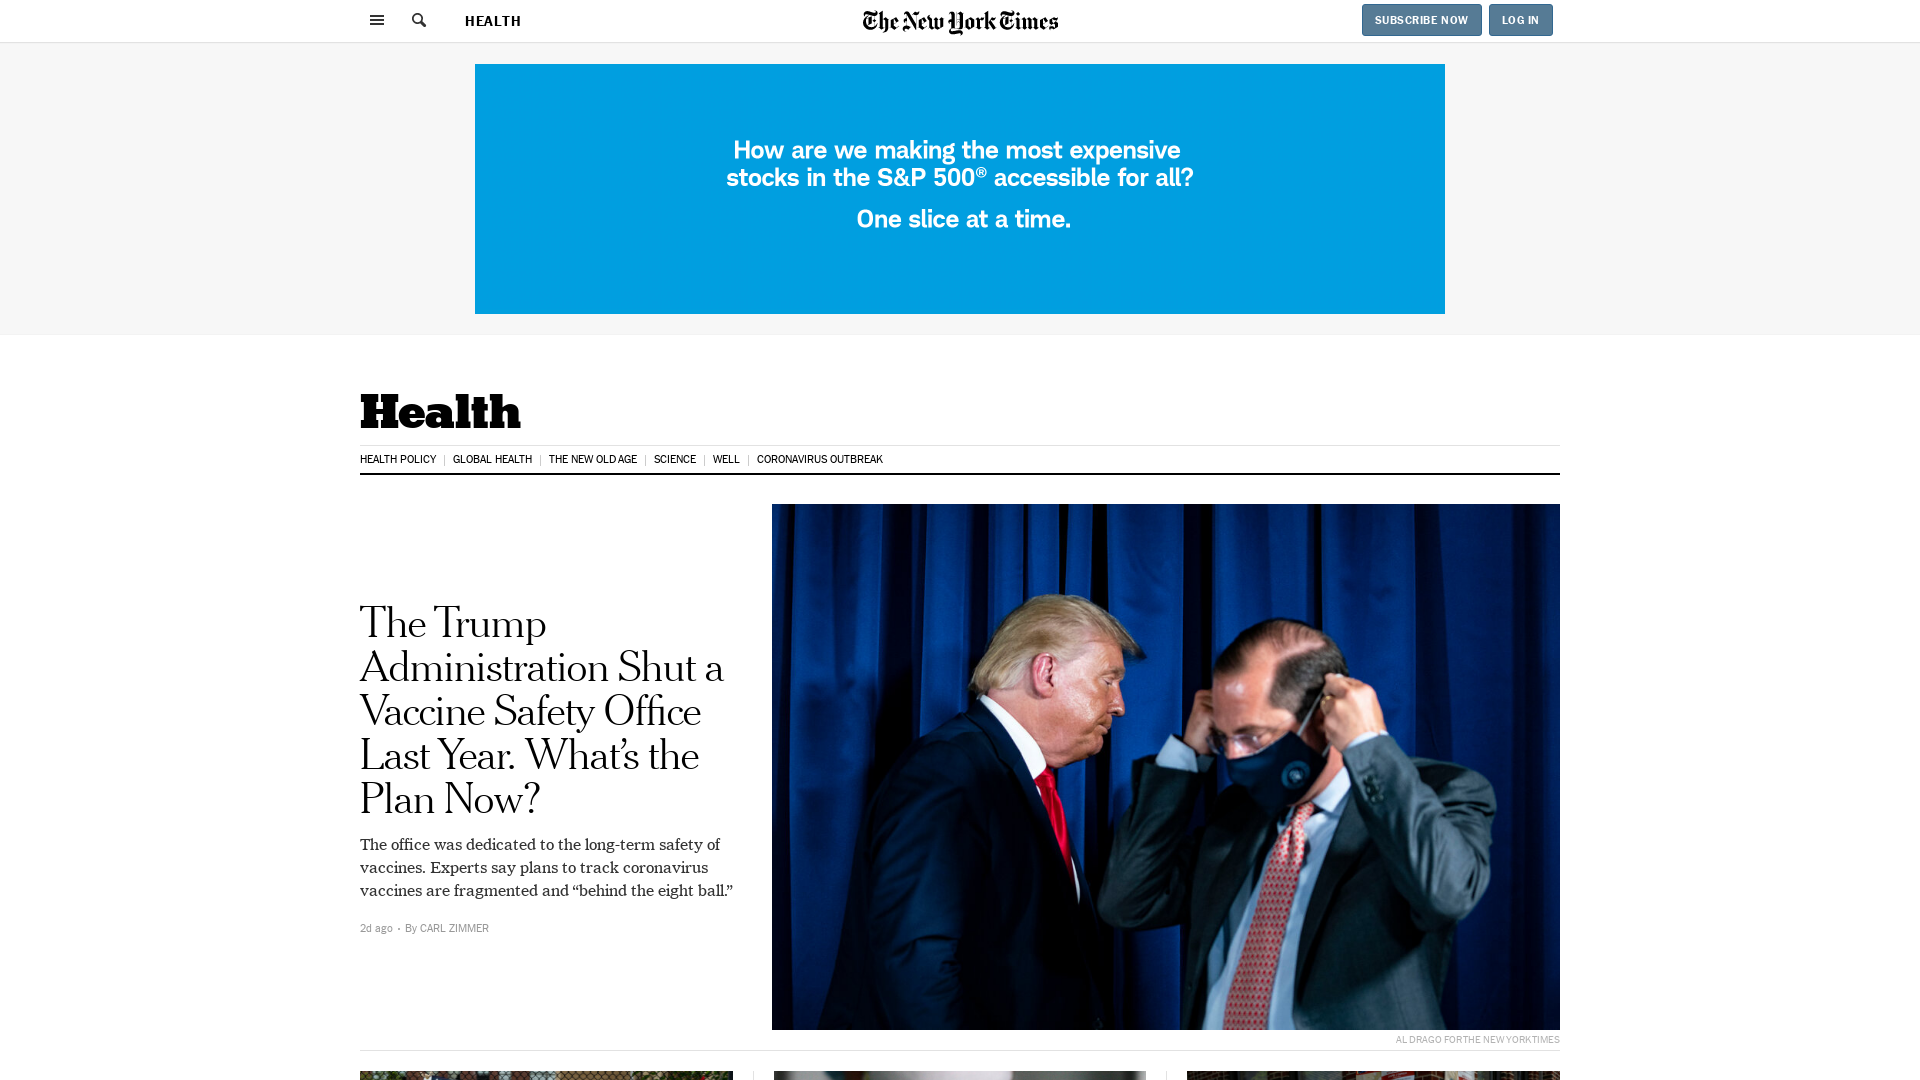 HEALTH
The New York Times
SUBSCRIBE NOW
LOG IN
How are we making the most expensive
stocks in the S&P 500® accessible for all?
One slice at a time.
Health
HEALTH POLICY
GLOBAL HEALTH
THE NEW OLD AGE
SCIENCE
WELL
CORONAVIRUS OUTBREAK
The Trump
Administration Shut a
Vaccine Safety Office
Last Year. What’s the
Plan Now?
The office was dedicated to the long-term safety of
vaccines. Experts say plans to track coronavirus
vaccines are fragmented and “behind the eight ball.”
2d ago • By CARL ZIMMER
AL DRAGO FOR THE NEW YORK TIMES